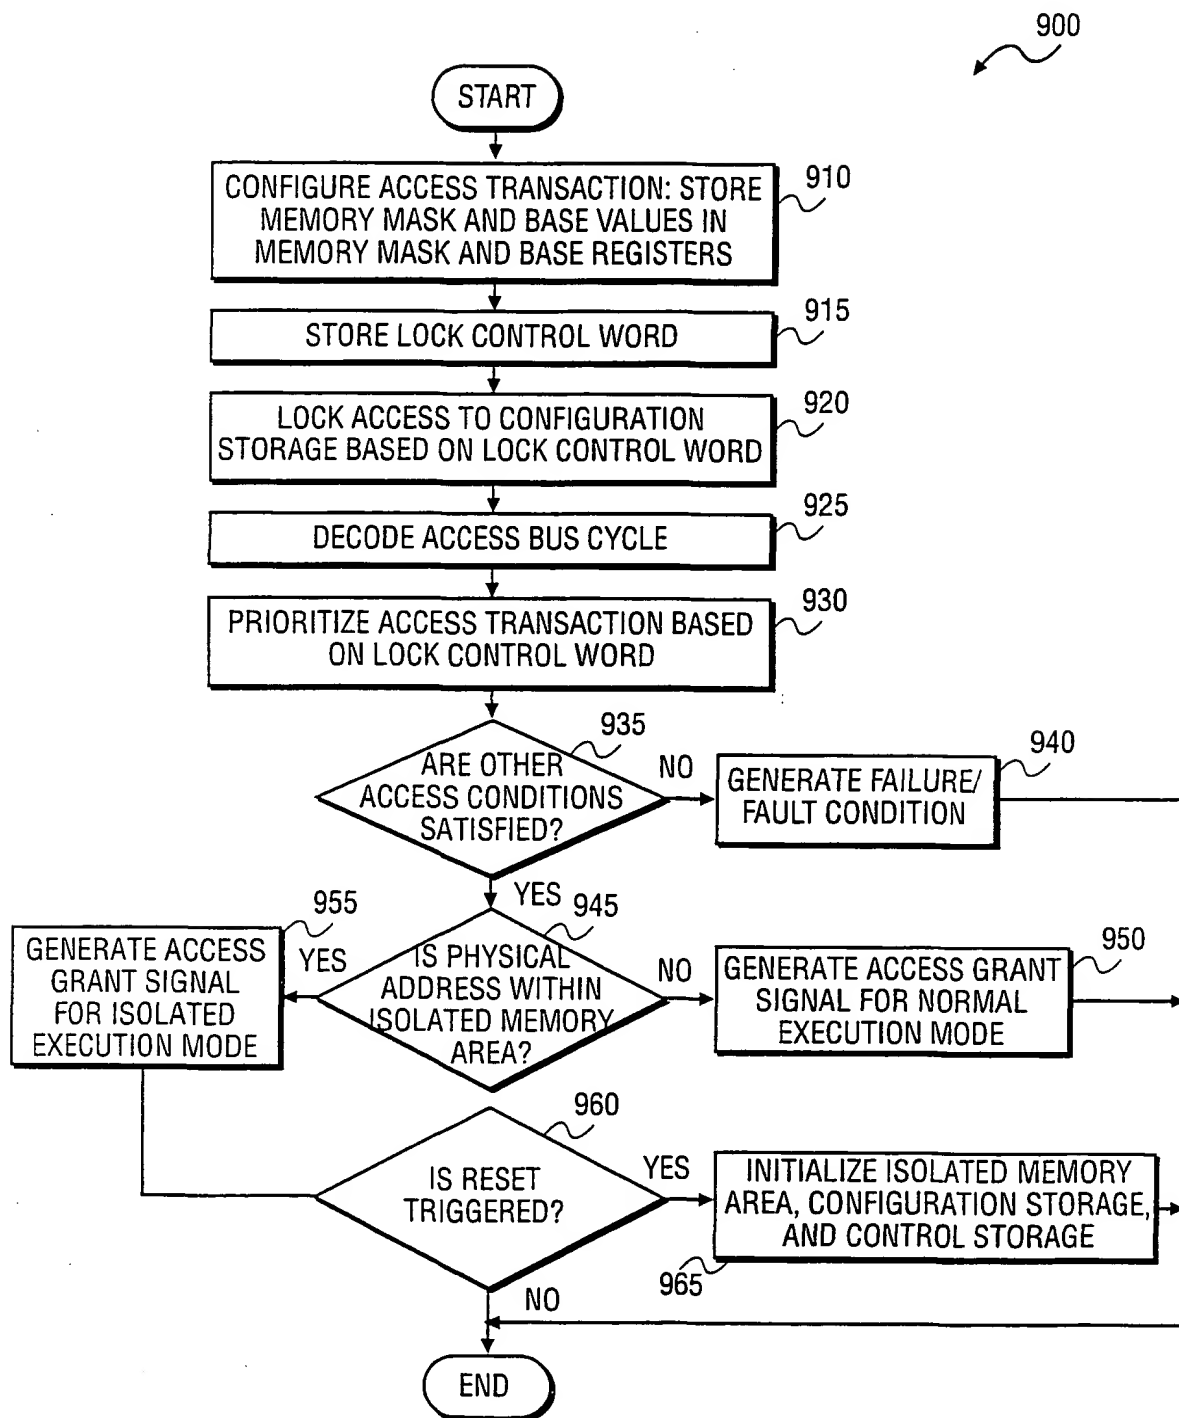 900
START
CONFIGURE ACCESS TRANSACTION: STORE
MEMORY MASK AND BASE VALUES IN
MEMORY MASK AND BASE REGISTERS
910
STORE LOCK CONTROL WORD
915
LOCK ACCESS TO CONFIGURATION
STORAGE BASED ON LOCK CONTROL WORD
920
DECODE ACCESS BUS CYCLE
925
PRIORITIZE ACCESS TRANSACTION BASED
ON LOCK CONTROL WORD
930
ARE OTHER
ACCESS CONDITIONS
SATISFIED?
935
NO
GENERATE FAILURE/
FAULT CONDITION
940
YES
IS PHYSICAL
ADDRESS WITHIN
ISOLATED MEMORY
AREA?
945
YES
GENERATE ACCESS
GRANT SIGNAL
FOR ISOLATED
EXECUTION MODE
955
NO
GENERATE ACCESS GRANT
SIGNAL FOR NORMAL
EXECUTION MODE
950
IS RESET
TRIGGERED?
960
YES
INITIALIZE ISOLATED MEMORY
AREA, CONFIGURATION STORAGE,
AND CONTROL STORAGE
965
NO
END